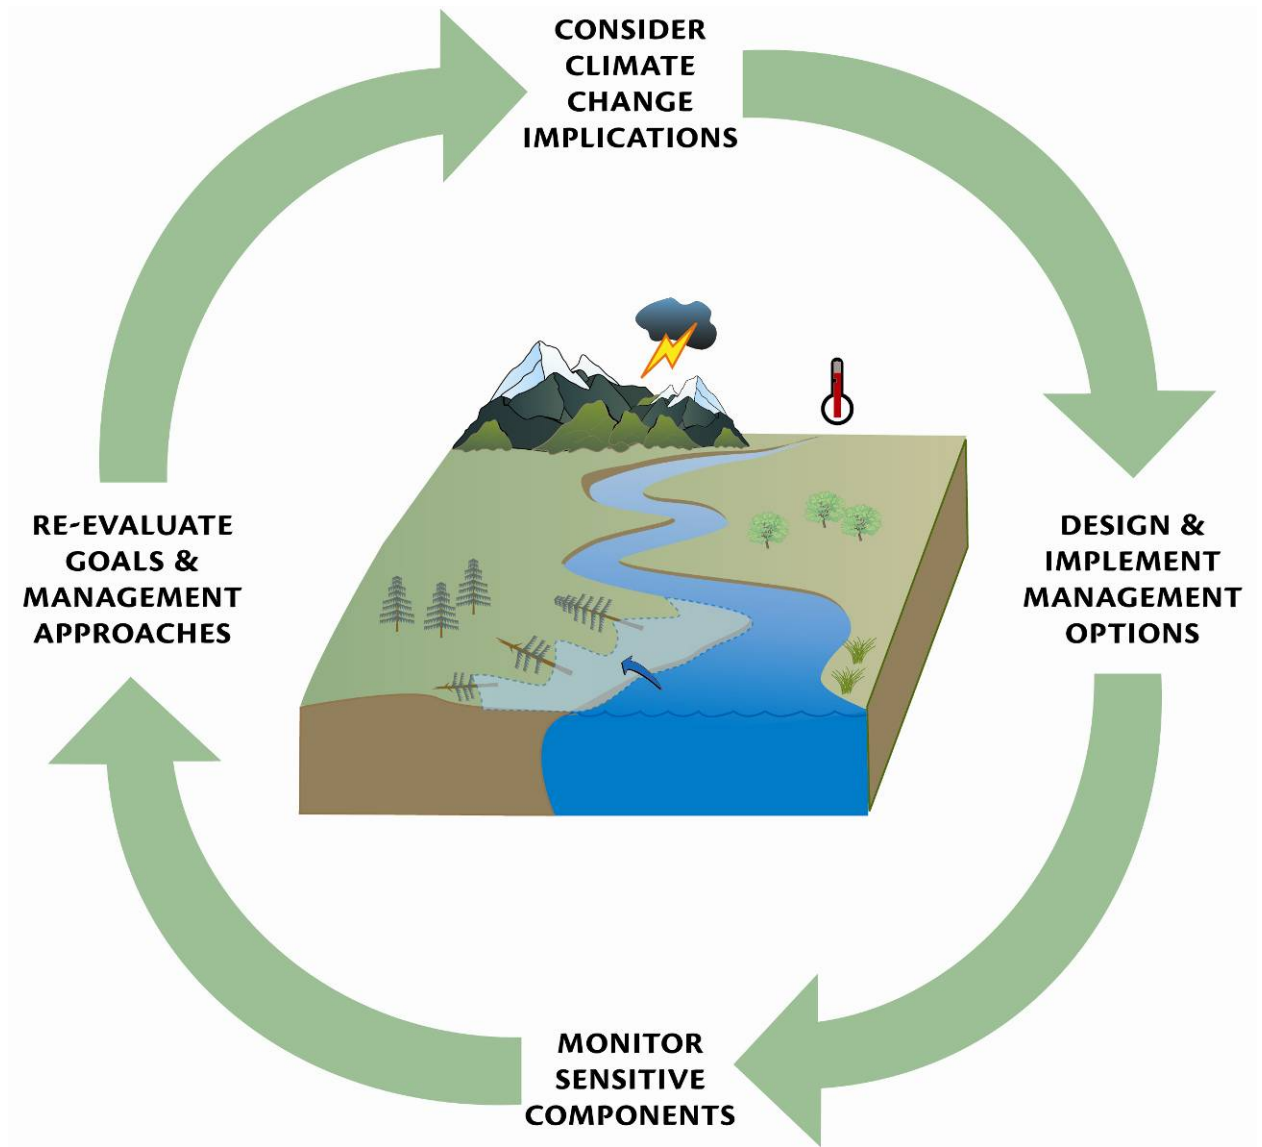 CONSIDER
CLIMATE
CHANGE
IMPLICATIONS
RE-EVALUATE
GOALS &
MANAGEMENT
APPROACHES
DESIGN &
IMPLEMENT
MANAGEMENT
OPTIONS
MONITOR
SENSITIVE
COMPONENTS